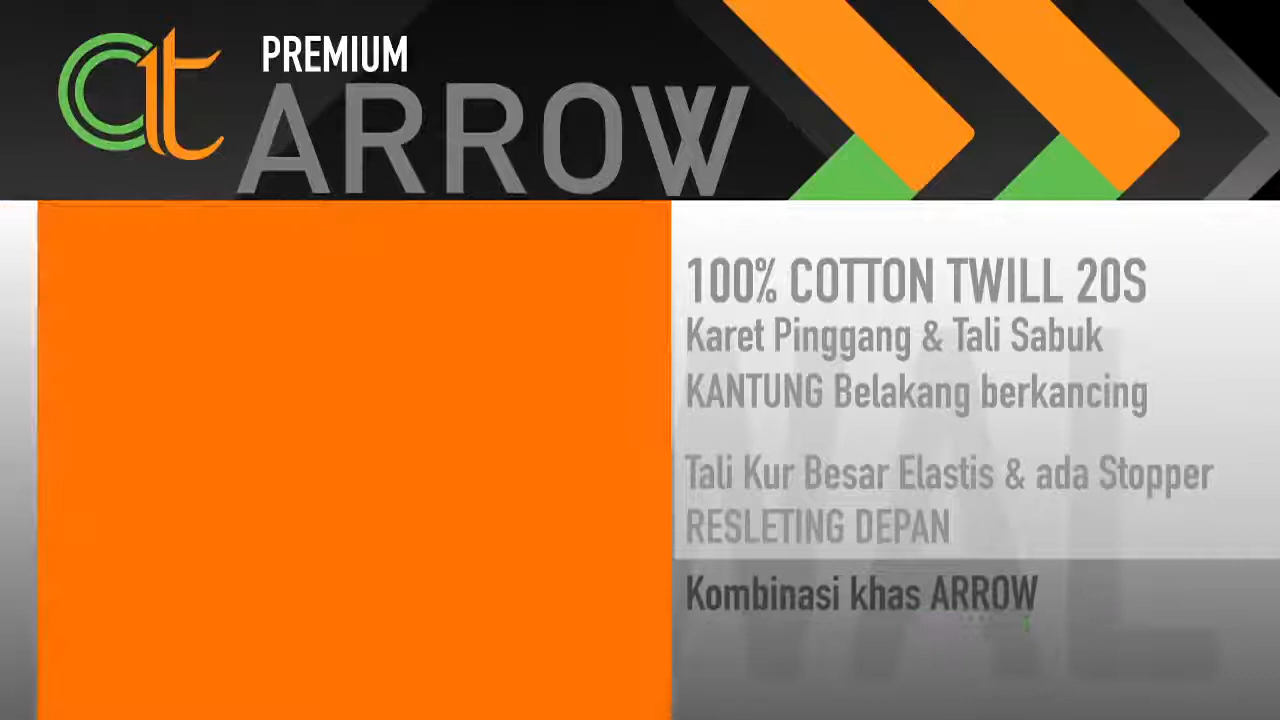 at
PREMIUM
ARROW
100% COTTON TWILL 20S
Karet Pinggang & Tali Sabuk
KANTUNG Belakang berkancing
Tali Kur Besar Elastis & ada Stopper
RESLETING DEPAN
Kombinasi khas ARROW